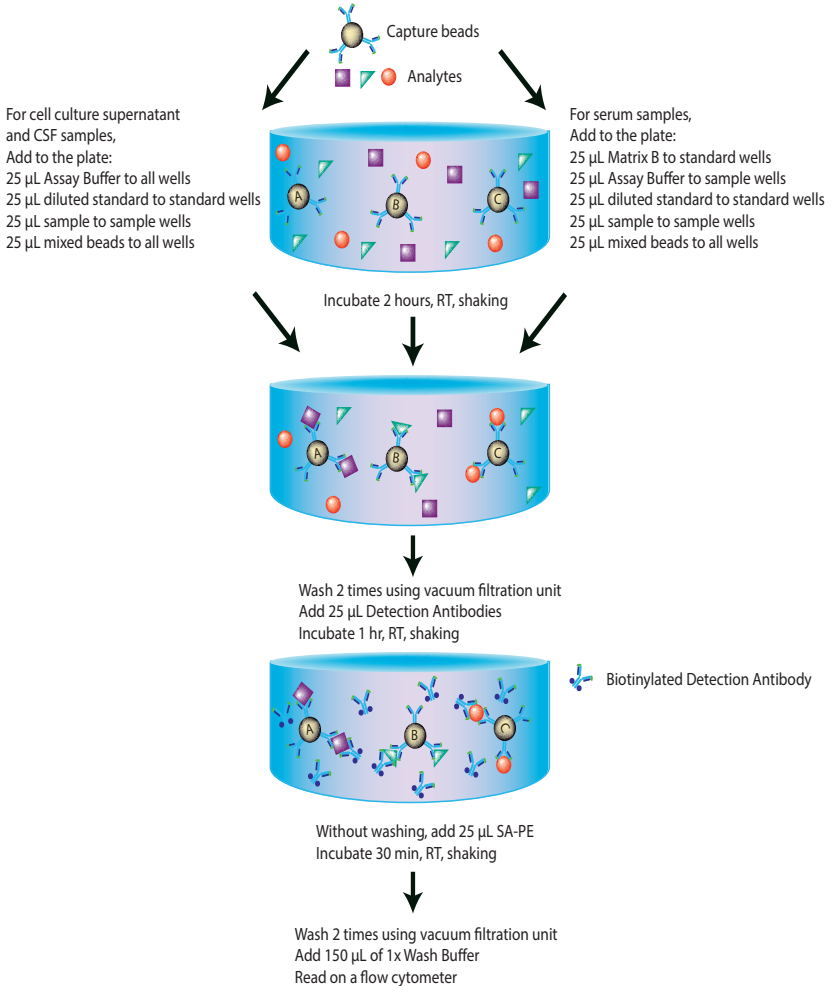 Capture beads
Analytes
For cell culture supernatant
and CSF samples,
Add to the plate:
25 µL Assay Buffer to all wells
25 µL diluted standard to standard wells
25 µL sample to sample wells
25 µL mixed beads to all wells
For serum samples,
Add to the plate:
25 µL Matrix B to standard wells
25 µL Assay Buffer to sample wells
25 µL diluted standard to standard wells
25 µL sample to sample wells
25 µL mixed beads to all wells
A
B
C
Incubate 2 hours, RT, shaking
A
B
C
Wash 2 times using vacuum filtration unit
Add 25 µL Detection Antibodies
Incubate 1 hr, RT, shaking
Biotinylated Detection Antibody
A
B
C
Without washing, add 25 µL SA-PE
Incubate 30 min, RT, shaking
Wash 2 times using vacuum filtration unit
Add 150 µL of 1x Wash Buffer
Read on a flow cytometer